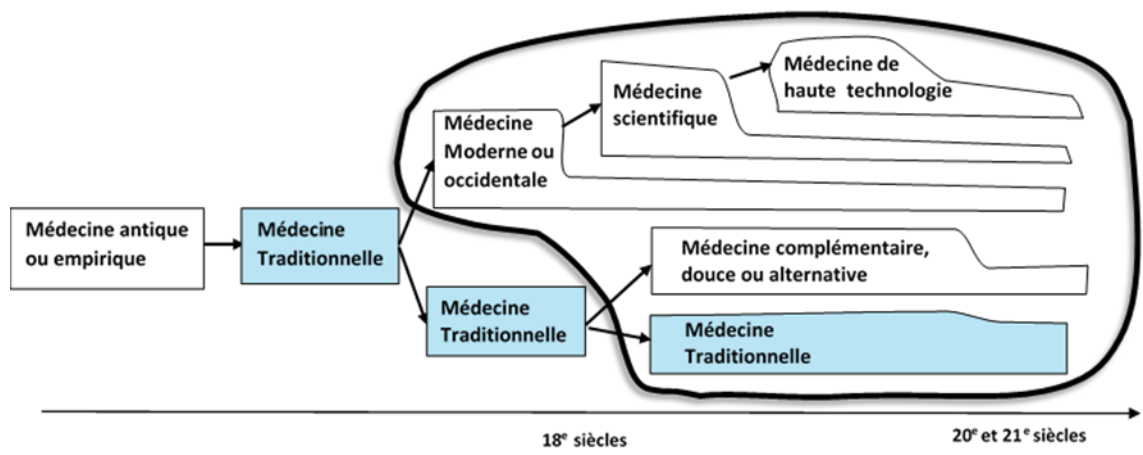 Médecine antique
ou empirique
Médecine
Traditionnelle
Médecine
Moderne ou
occidentale
Médecine
scientifique
Médecine de
haute technologie
Médecine
Traditionnelle
Médecine complémentaire,
douce ou alternative
Médecine
Traditionnelle
18e siècles
20e et 21e siècles